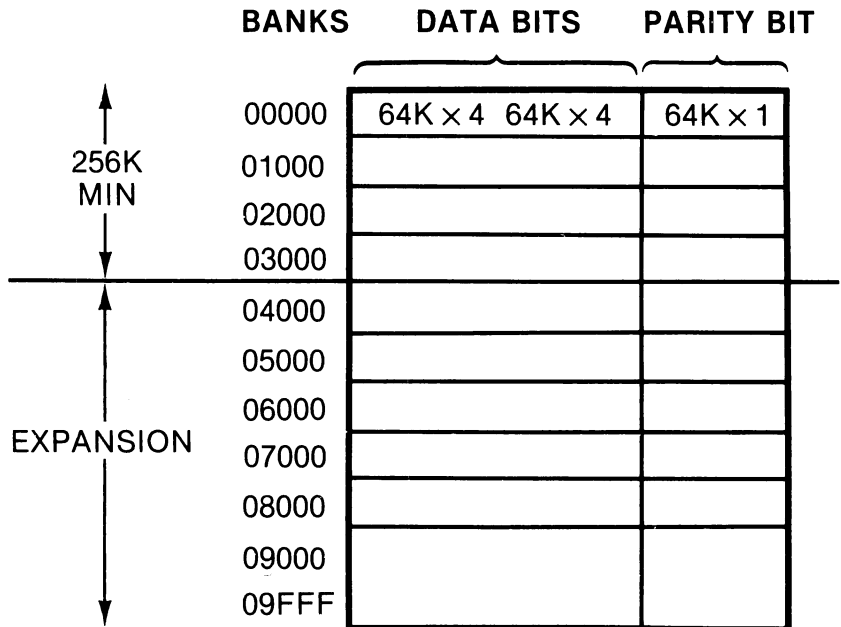 BANKS DATA BITS PARITY BIT
00000 64K × 4 64K × 4 64K × 1
256K
MIN
01000
02000
03000
04000
05000
06000
EXPANSION
07000
08000
09000
09FFF